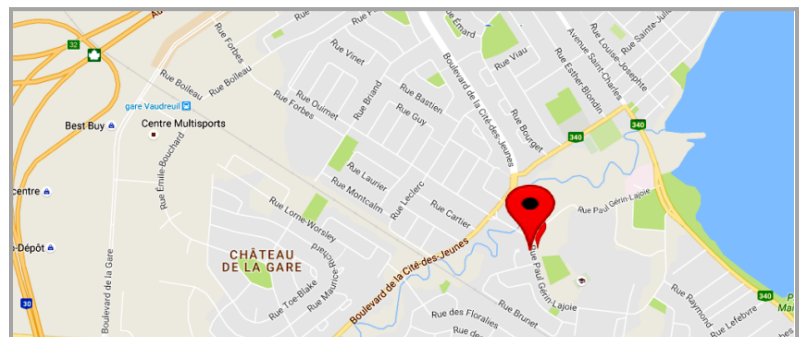 Rue Forbes
Rue Émard
Rue Sainte-Julie
Rue Louise-Josephte
Avenue Saint-Charles
32
Rue Vinet
Rue Viau
Rue Esther-Blondin
Boulevard de la Cité-des-Jeunes
Rue Boileau
Rue Boileau
gare Vaudreuil
Rue Forbes
Rue Ouimet
Rue Briand
Rue Bastien
Rue Guy
Rue Bourget
Best Buy
Centre Multisports
340
340
Rue Émile-Bouchard
Rue Laurier
Rue Montcalm
Rue Leclerc
Rue Cartier
centre
Rue Paul Gérin-Lajoie
Rue Lorne-Worsley
-Dépôt
CHÂTEAU
DE LA GARE
Rue Maurice-Richard
Boulevard de la Cité-des-Jeunes
Rue Paul Gérin-Lajoie
Boulevard de la Gare
Rue Toe-Blake
30
340
Rue des Floralies
Rue Brunet
Rue Raymond
Rue Lefebvre
P
Mai
Rue de